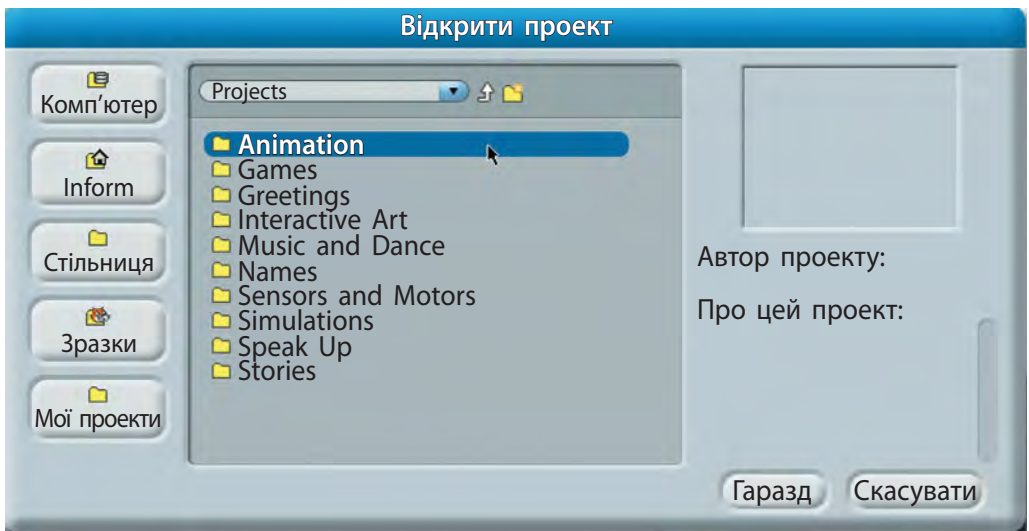 Відкрити проект
Комп’ютер
Inform
Стільниця
Зразки
Мої проекти
Projects
Animation
Games
Greetings
Interactive Art
Music and Dance
Names
Sensors and Motors
Simulations
Speak Up
Stories
Автор проекту:
Про цей проект:
Гаразд
Скасувати